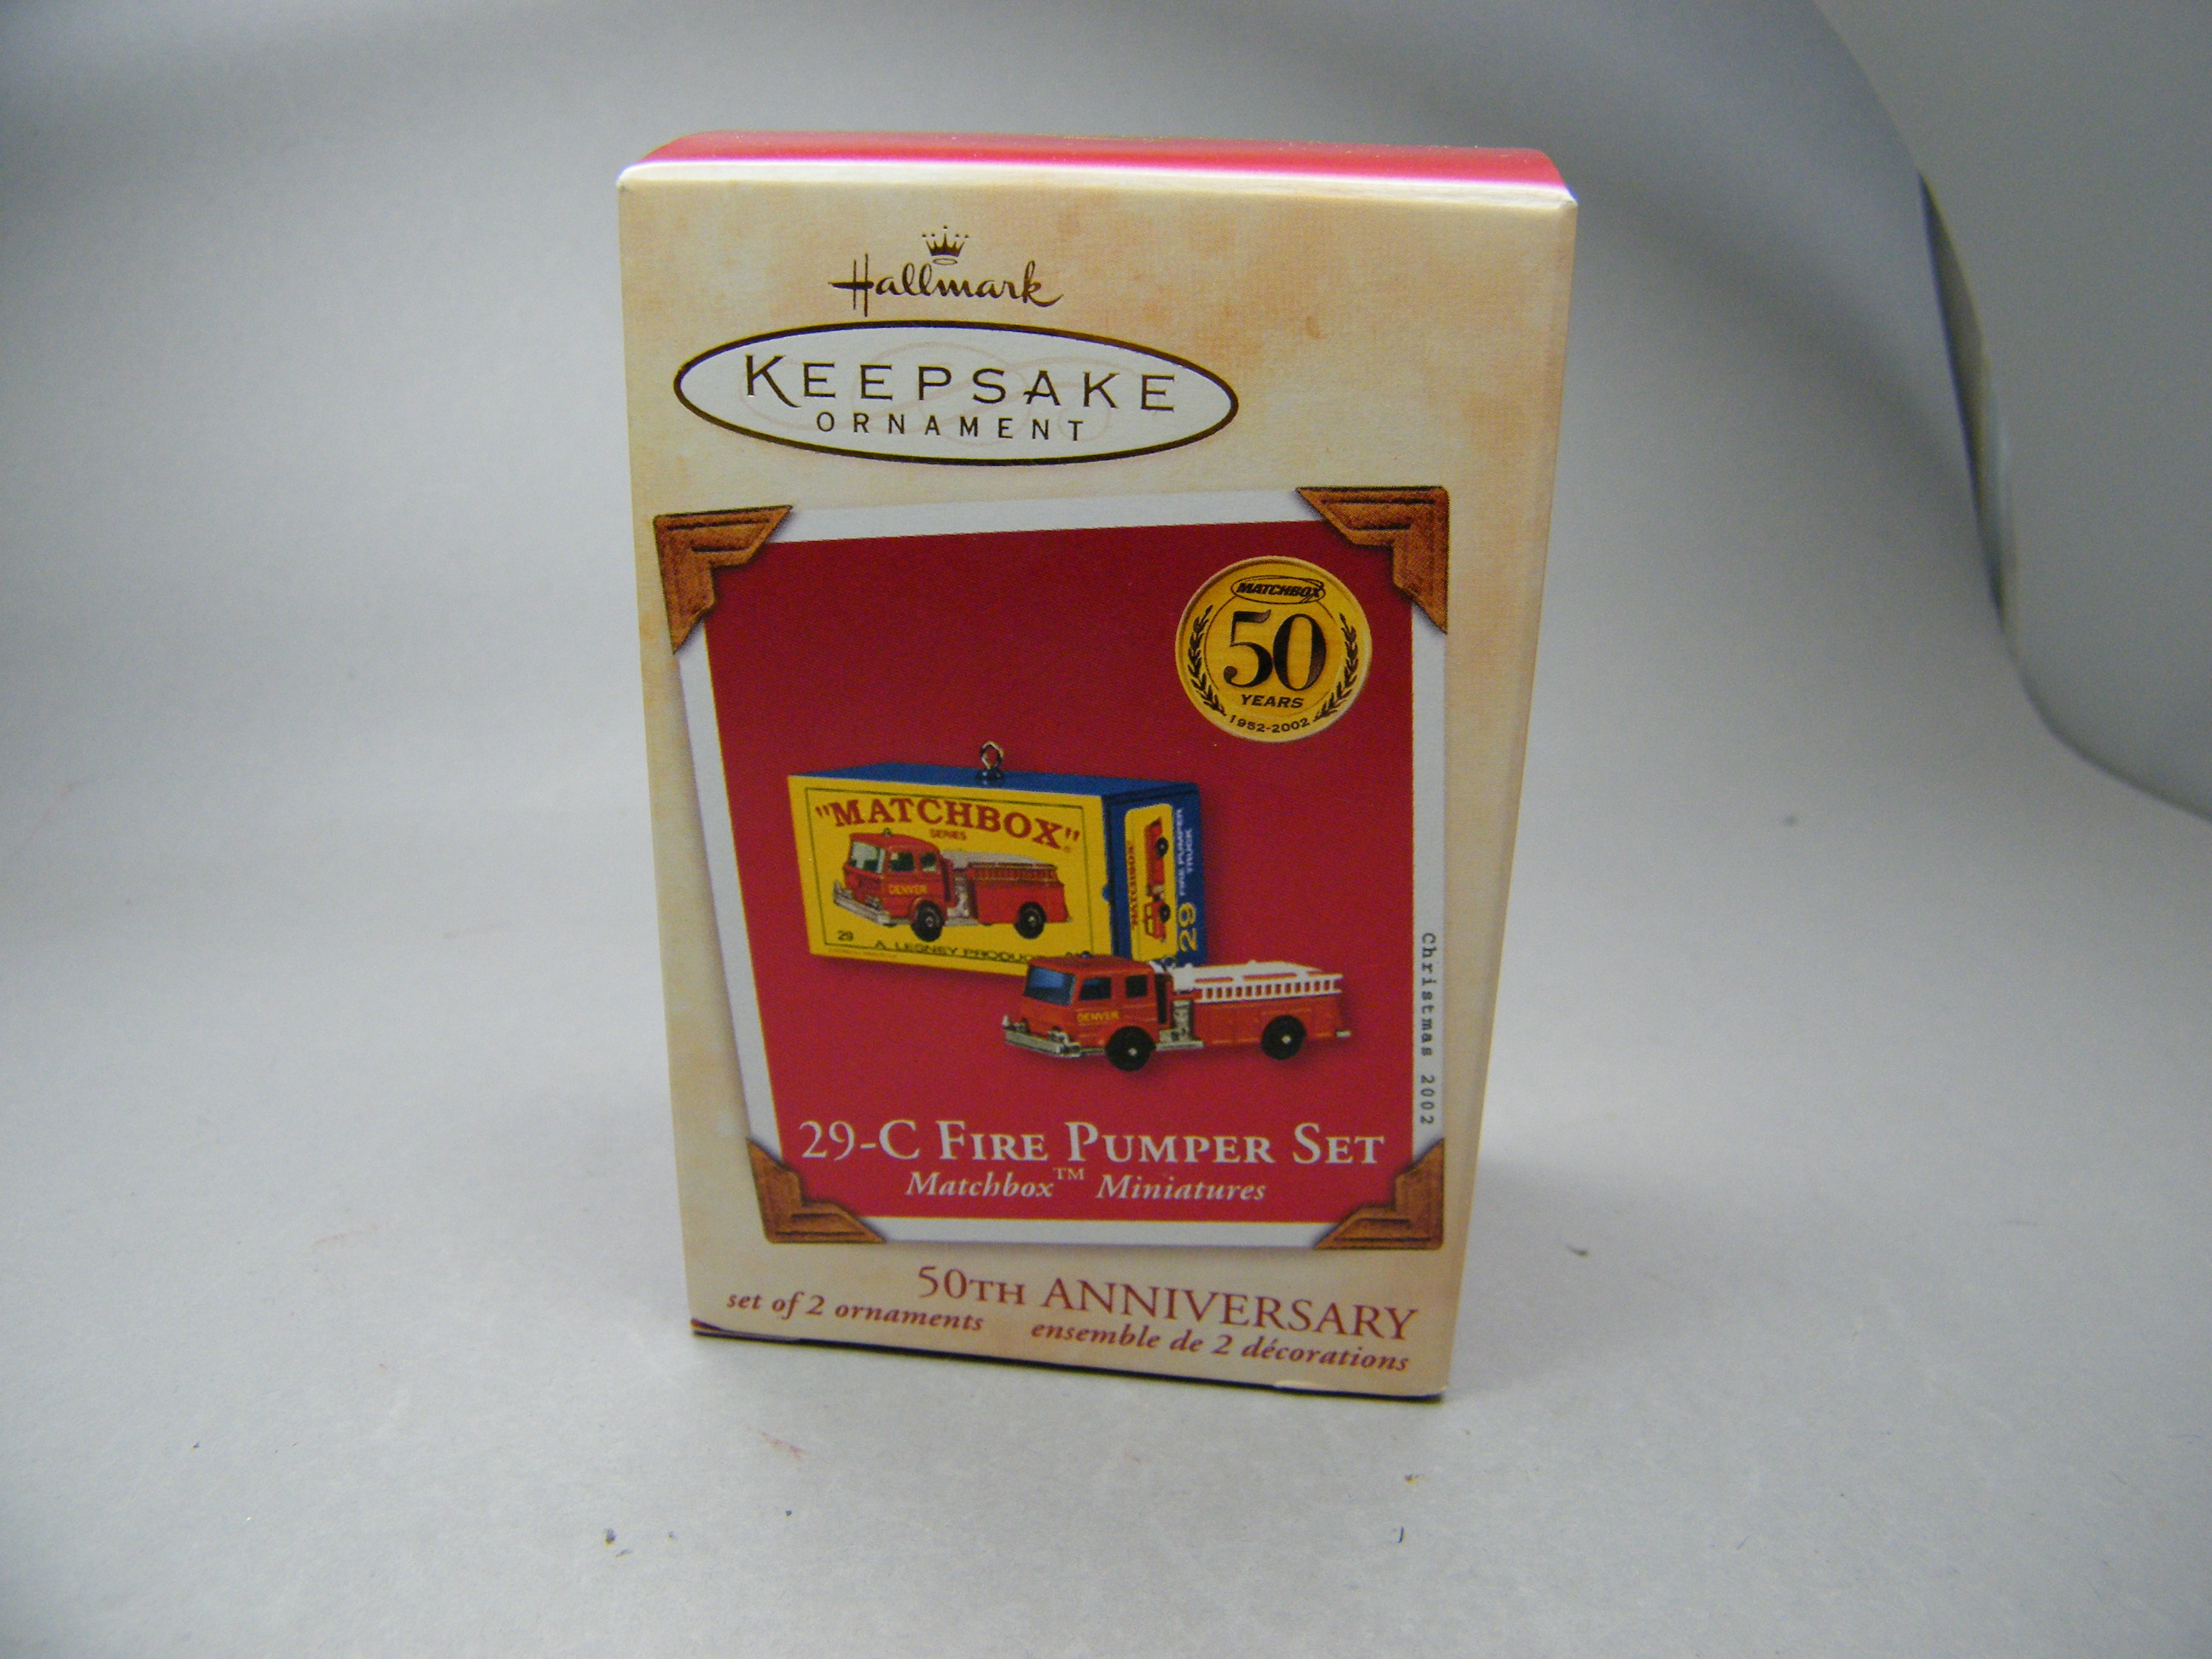 Hallmark
KEEPSAKE
ORNAMENT
MATCHBOX
50
YEARS
1952-2002
"MATCHBOX"
SERIES
DENVER
29
A LESNEY PRODU
"MATCHBOX"
29 FIRE PUMPER
TRUCK
DENVER
Christmas 2002
29-C FIRE PUMPER SET
Matchbox™ Miniatures
50TH ANNIVERSARY
set of 2 ornaments ensemble de 2 décorations